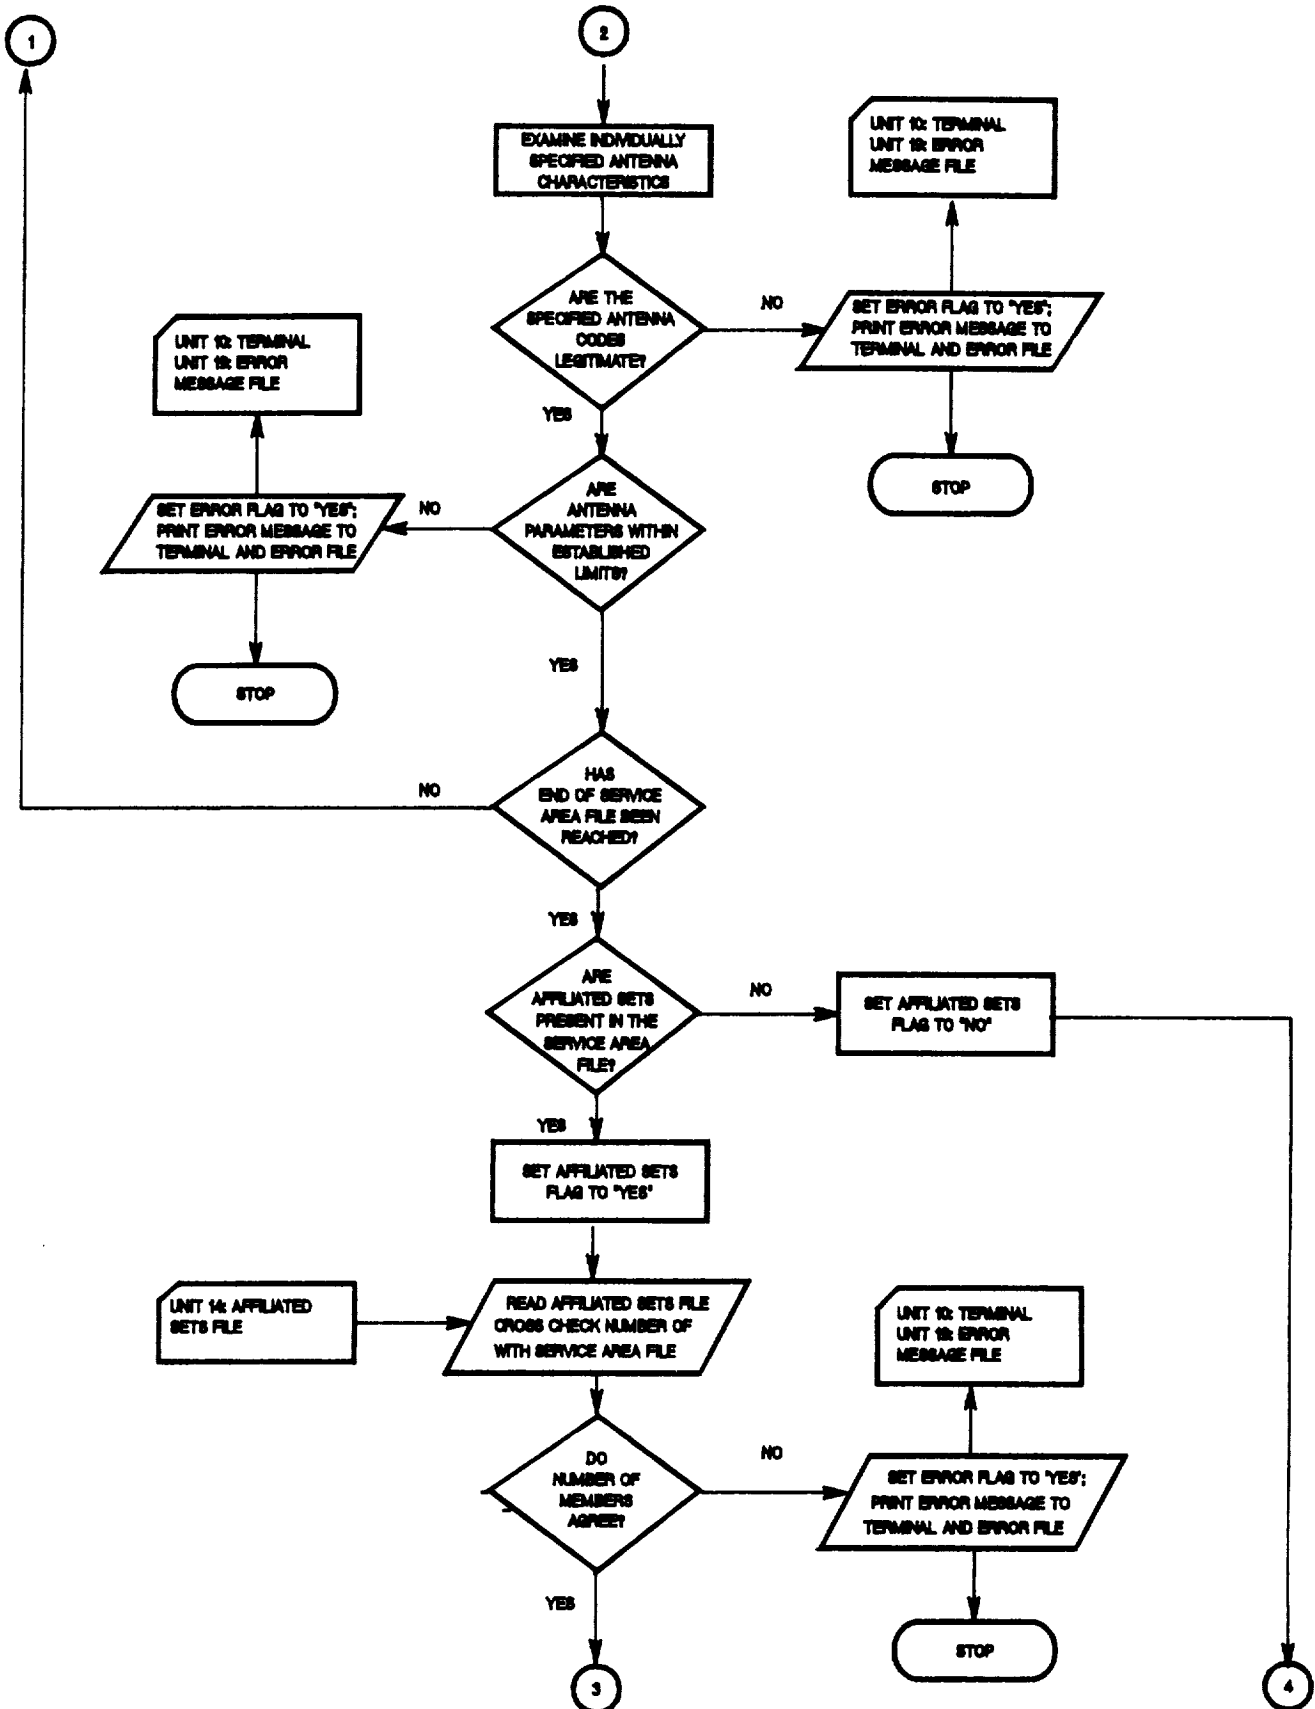 1
2
EXAMINE INDIVIDUALLY
SPECIFIED ANTENNA
CHARACTERISTICS
UNIT 10: TERMINAL
UNIT 19: ERROR
MESSAGE FILE
ARE THE
SPECIFIED ANTENNA
CODES
LEGITIMATE?
NO
SET ERROR FLAG TO "YES";
PRINT ERROR MESSAGE TO
TERMINAL AND ERROR FILE
STOP
YES
UNIT 10: TERMINAL
UNIT 19: ERROR
MESSAGE FILE
ARE
ANTENNA
PARAMETERS WITHIN
ESTABLISHED
LIMITS?
NO
SET ERROR FLAG TO "YES";
PRINT ERROR MESSAGE TO
TERMINAL AND ERROR FILE
STOP
YES
HAS
END OF SERVICE
AREA FILE BEEN
REACHED?
NO
YES
ARE
AFFILIATED SETS
PRESENT IN THE
SERVICE AREA
FILE?
NO
SET AFFILIATED SETS
FLAG TO "NO"
YES
SET AFFILIATED SETS
FLAG TO "YES"
UNIT 14: AFFILIATED
SETS FILE
READ AFFILIATED SETS FILE
CROSS CHECK NUMBER OF
WITH SERVICE AREA FILE
UNIT 10: TERMINAL
UNIT 19: ERROR
MESSAGE FILE
DO
NUMBER OF
MEMBERS
AGREE?
NO
SET ERROR FLAG TO "YES";
PRINT ERROR MESSAGE TO
TERMINAL AND ERROR FILE
STOP
YES
3
4